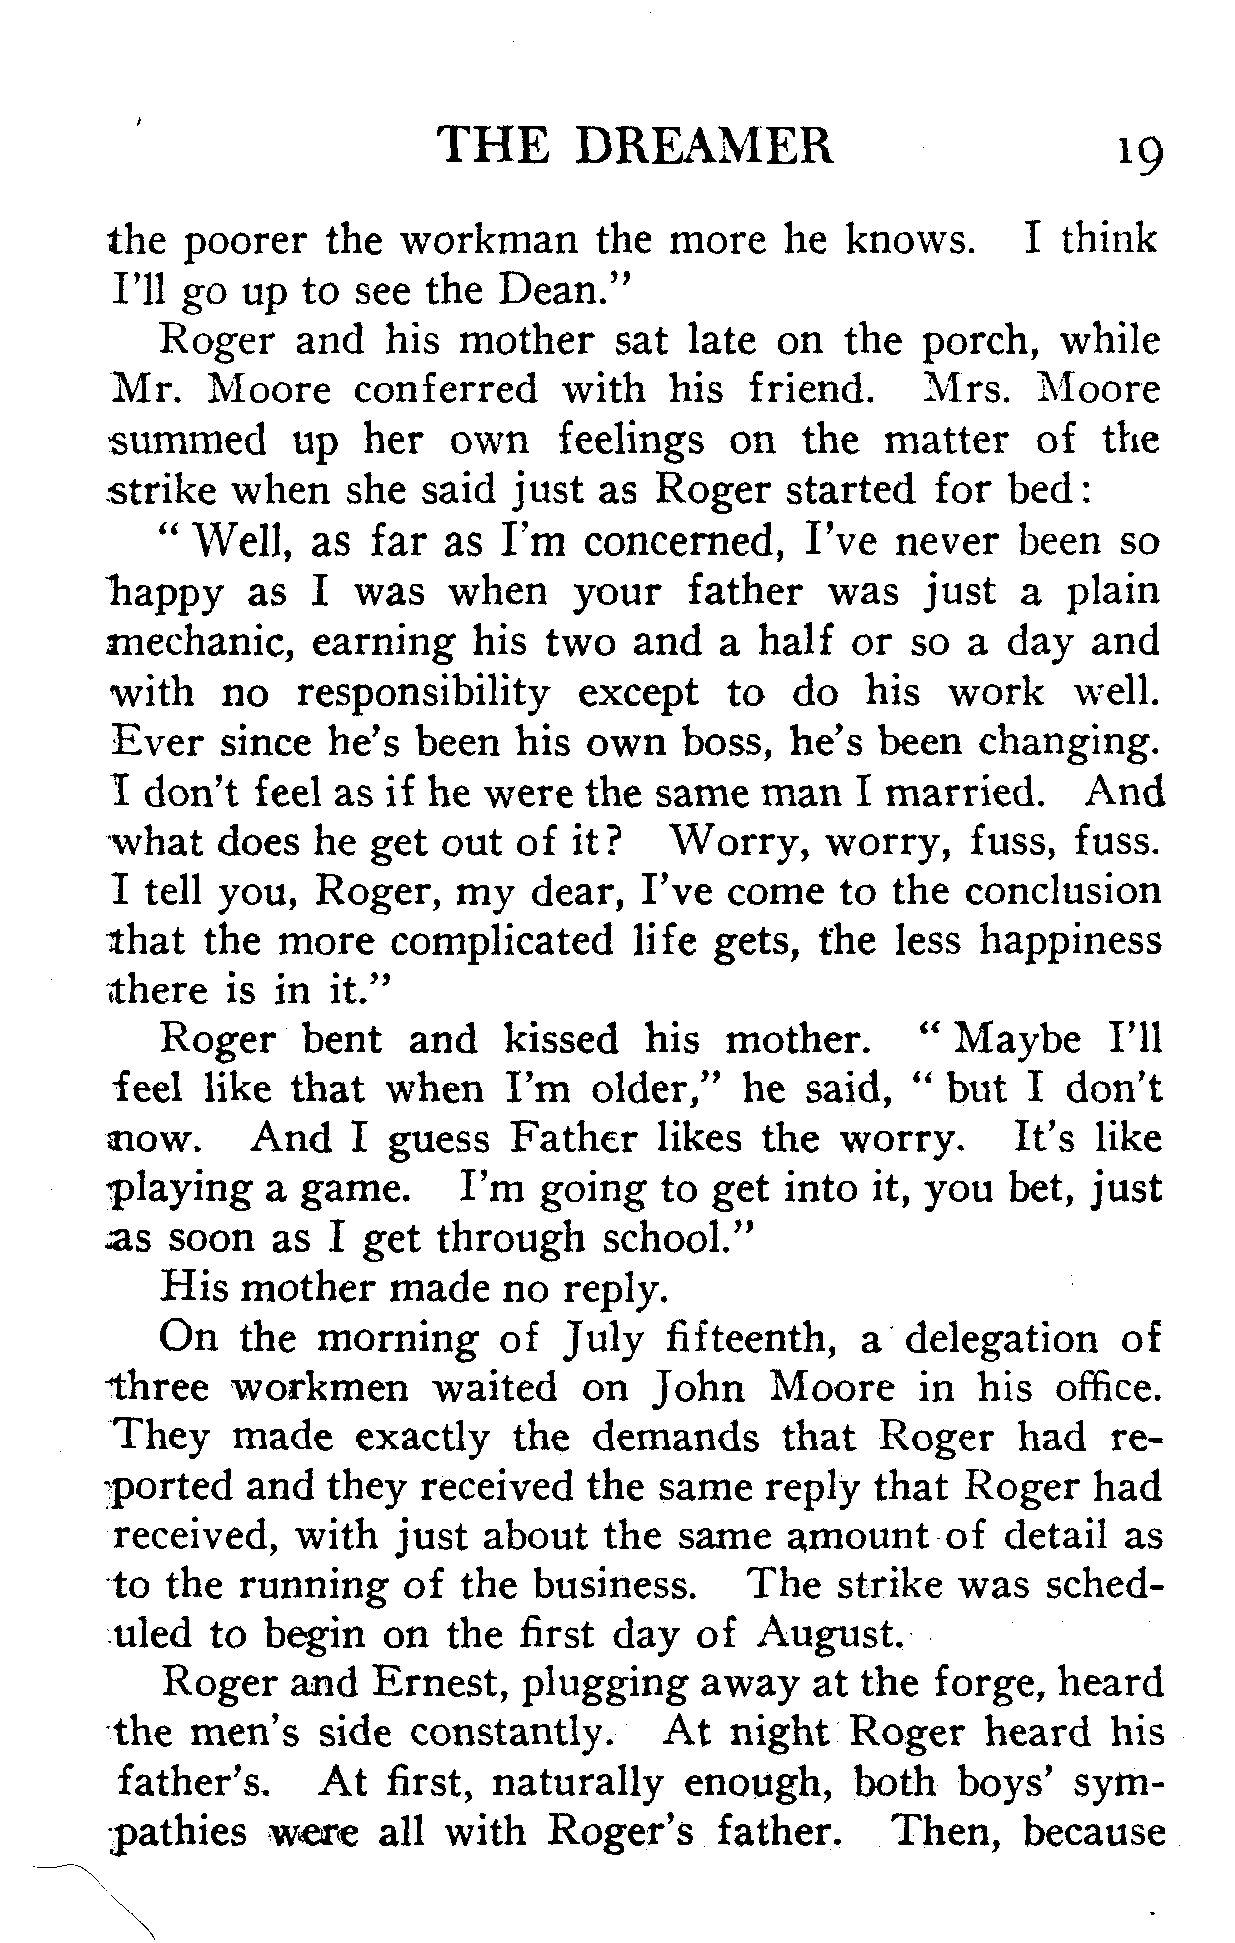 THE DREAMER 19
the poorer the workman the more he knows. I think
I'll go up to see the Dean."
Roger and his mother sat late on the porch, while
Mr. Moore conferred with his friend. Mrs. Moore
summed up her own feelings on the matter of the
strike when she said just as Roger started for bed:
" Well, as far as I'm concerned, I've never been so
happy as I was when your father was just a plain
mechanic, earning his two and a half or so a day and
with no responsibility except to do his work well.
Ever since he's been his own boss, he's been changing.
I don't feel as if he were the same man I married. And
what does he get out of it? Worry, worry, fuss, fuss.
I tell you, Roger, my dear, I've come to the conclusion
that the more complicated life gets, the less happiness
there is in it."
Roger bent and kissed his mother. " Maybe I'll
feel like that when I'm older," he said, " but I don't
now. And I guess Father likes the worry. It's like
playing a game. I'm going to get into it, you bet, just
as soon as I get through school."
His mother made no reply.
On the morning of July fifteenth, a delegation of
three workmen waited on John Moore in his office.
They made exactly the demands that Roger had re-
ported and they received the same reply that Roger had
received, with just about the same amount of detail as
to the running of the business. The strike was sched-
uled to begin on the first day of August.
Roger and Ernest, plugging away at the forge, heard
the men's side constantly. At night Roger heard his
father's. At first, naturally enough, both boys' sym-
pathies were all with Roger's father. Then, because